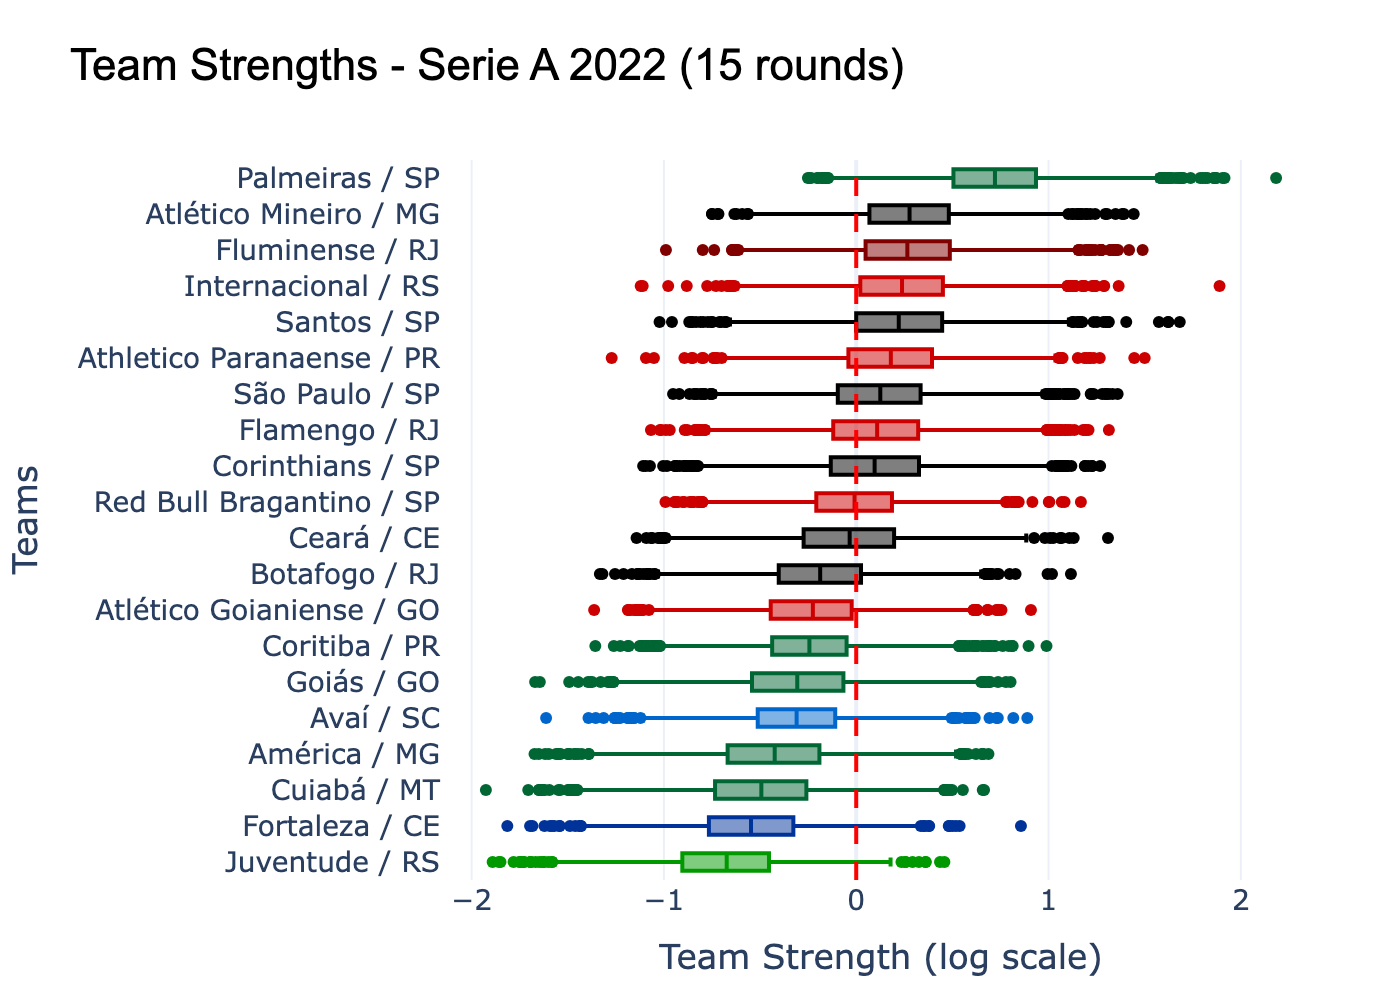 Team Strengths - Serie A 2022 (15 rounds)
Palmeiras / SP
Atlético Mineiro / MG
Fluminense / RJ
Internacional / RS
Santos / SP
Athletico Paranaense / PR
São Paulo / SP
Flamengo / RJ
Corinthians / SP
Red Bull Bragantino / SP
Ceará / CE
Botafogo / RJ
Atlético Goianiense / GO
Coritiba / PR
Goiás / GO
Avaí / SC
América / MG
Cuiabá / MT
Fortaleza / CE
Juventude / RS
Teams
−2 −1 0 1 2
Team Strength (log scale)